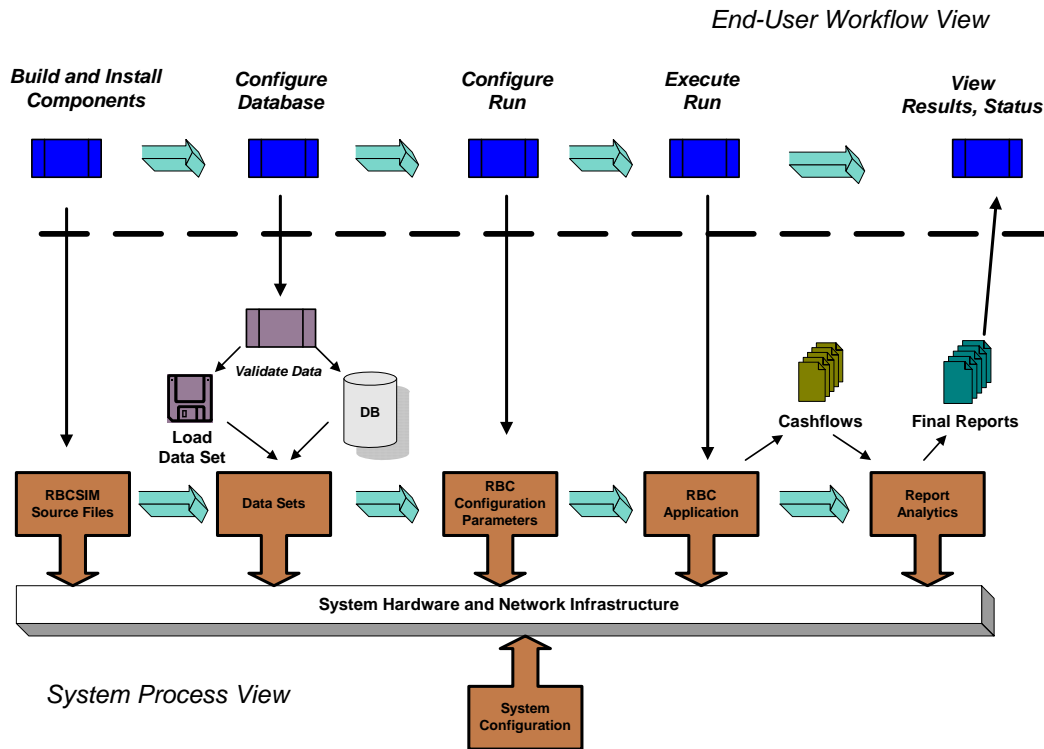 End-User Workflow View
Build and Install
Components
Configure
Database
Configure
Run
Execute
Run
View
Results, Status
Validate Data
DB
Load
Data Set
Cashflows
Final Reports
RBCSIM
Source Files
Data Sets
RBC
Configuration
Parameters
RBC
Application
Report
Analytics
System Hardware and Network Infrastructure
System Process View
System
Configuration